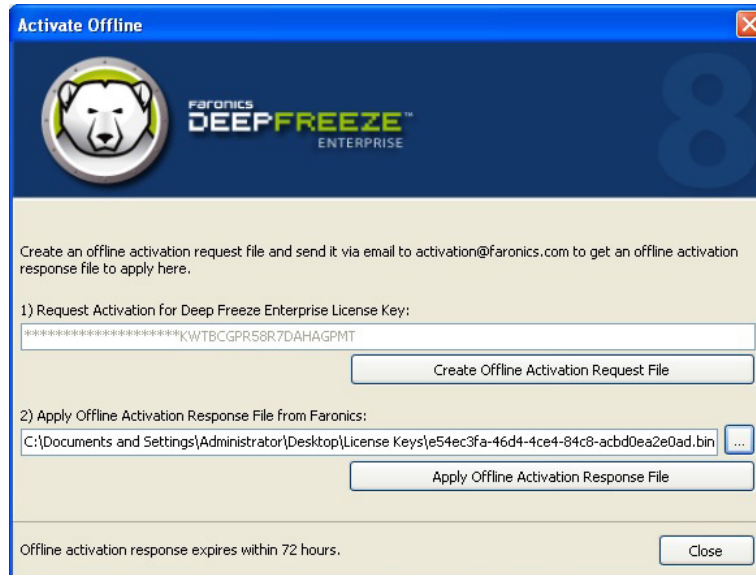 Activate Offline
8
FARONICS
DEEPFREEZE™
ENTERPRISE
Create an offline activation request file and send it via email to activation@faronics.com to get an offline activation
response file to apply here.
1) Request Activation for Deep Freeze Enterprise License Key:
********************KWTBCGPR58R7DAHAGPMT
Create Offline Activation Request File
2) Apply Offline Activation Response File from Faronics:
C:\Documents and Settings\Administrator\Desktop\License Keys\e54ec3fa-46d4-4ce4-84c8-acbd0ea2e0ad.bin
...
Apply Offline Activation Response File
Offline activation response expires within 72 hours.
Close